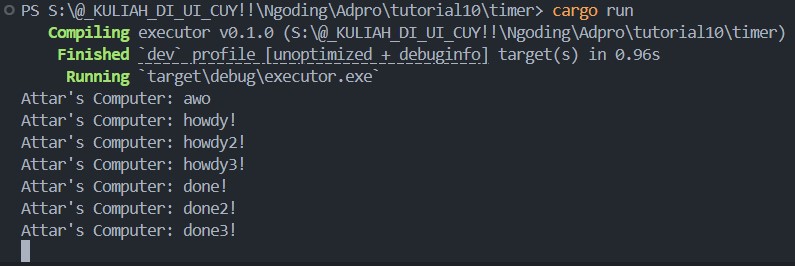 PS S:\@_KULIAH_DI_UI_CUY!!\Ngoding\Adpro\tutorial10\timer> cargo run
Compiling executor v0.1.0 (S:\@_KULIAH_DI_UI_CUY!!\Ngoding\Adpro\tutorial10\timer)
Finished `dev` profile [unoptimized + debuginfo] target(s) in 0.96s
Running `target\debug\executor.exe`
Attar's Computer: awo
Attar's Computer: howdy!
Attar's Computer: howdy2!
Attar's Computer: howdy3!
Attar's Computer: done!
Attar's Computer: done2!
Attar's Computer: done3!